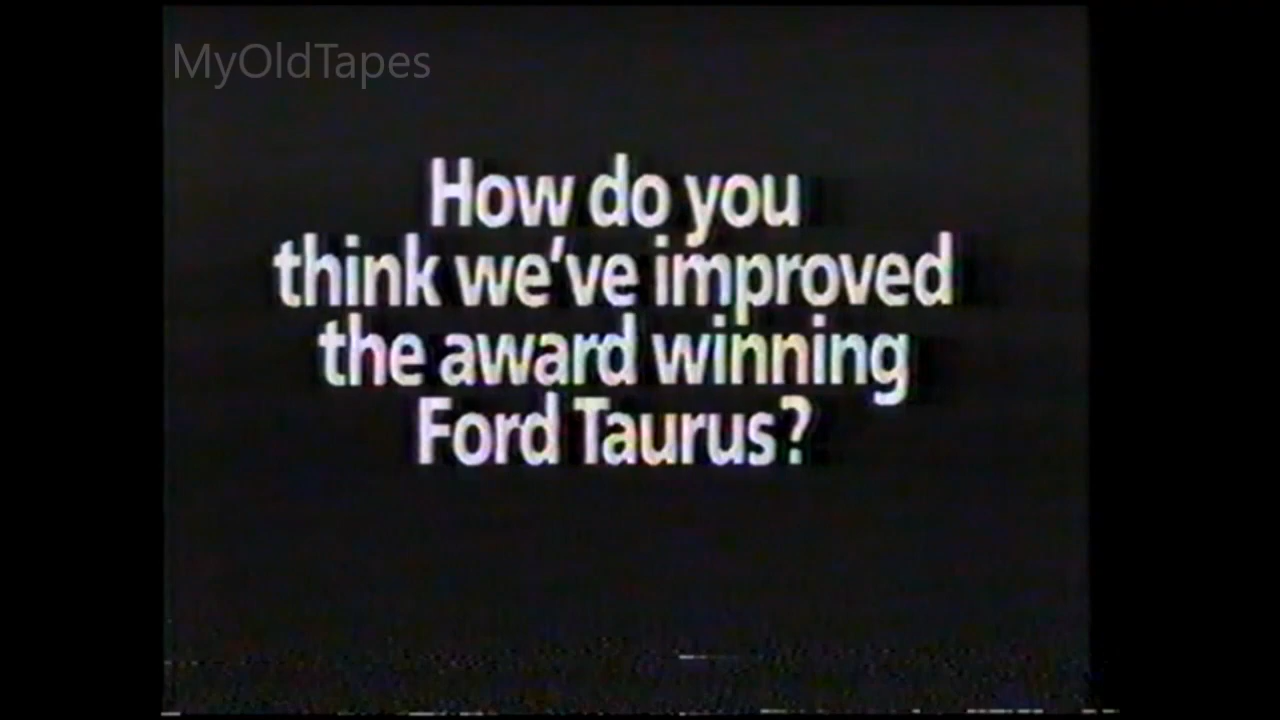 MyOldTapes
How do you
think we've improved
the award winning
Ford Taurus?